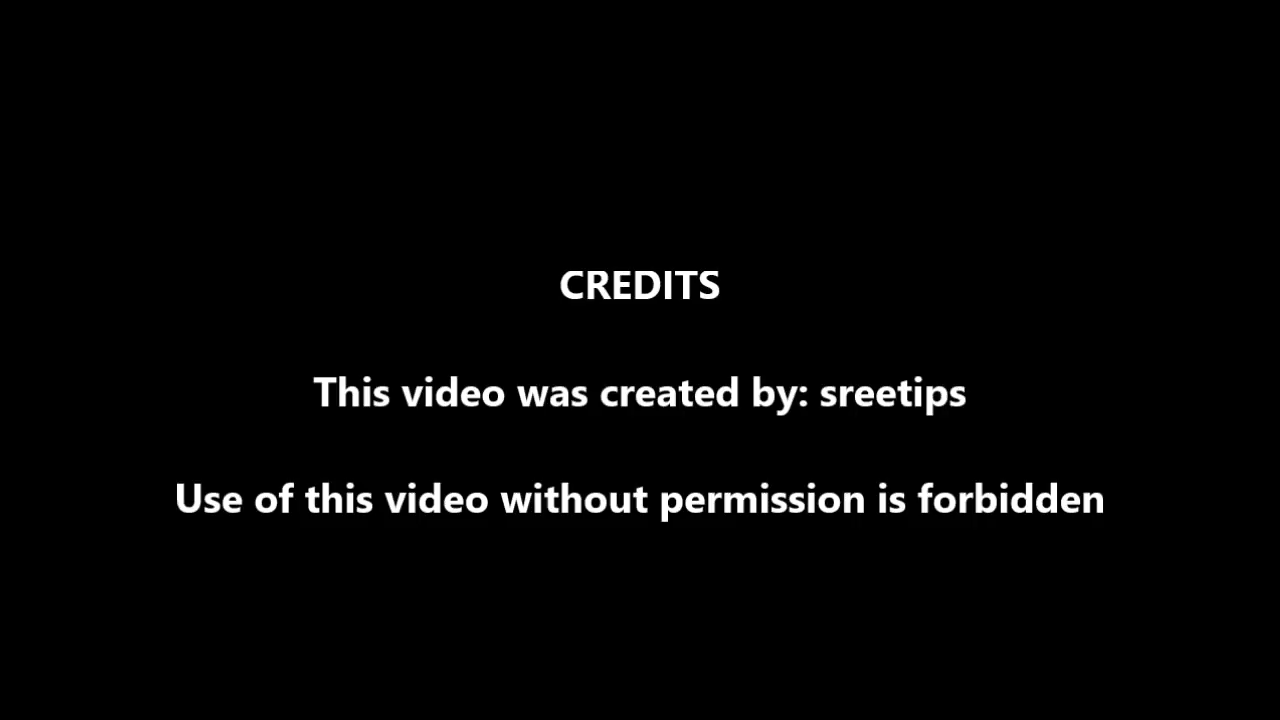 CREDITS
This video was created by: sreetips
Use of this video without permission is forbidden